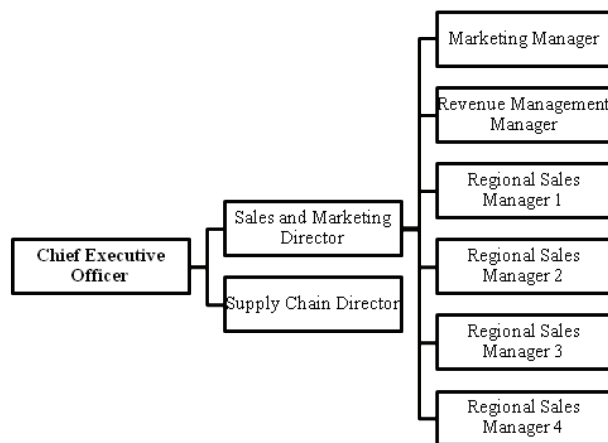 Marketing Manager
Revenue Management
Manager
Regional Sales
Manager 1
Sales and Marketing
Director
Chief Executive
Officer
Regional Sales
Manager 2
Supply Chain Director
Regional Sales
Manager 3
Regional Sales
Manager 4